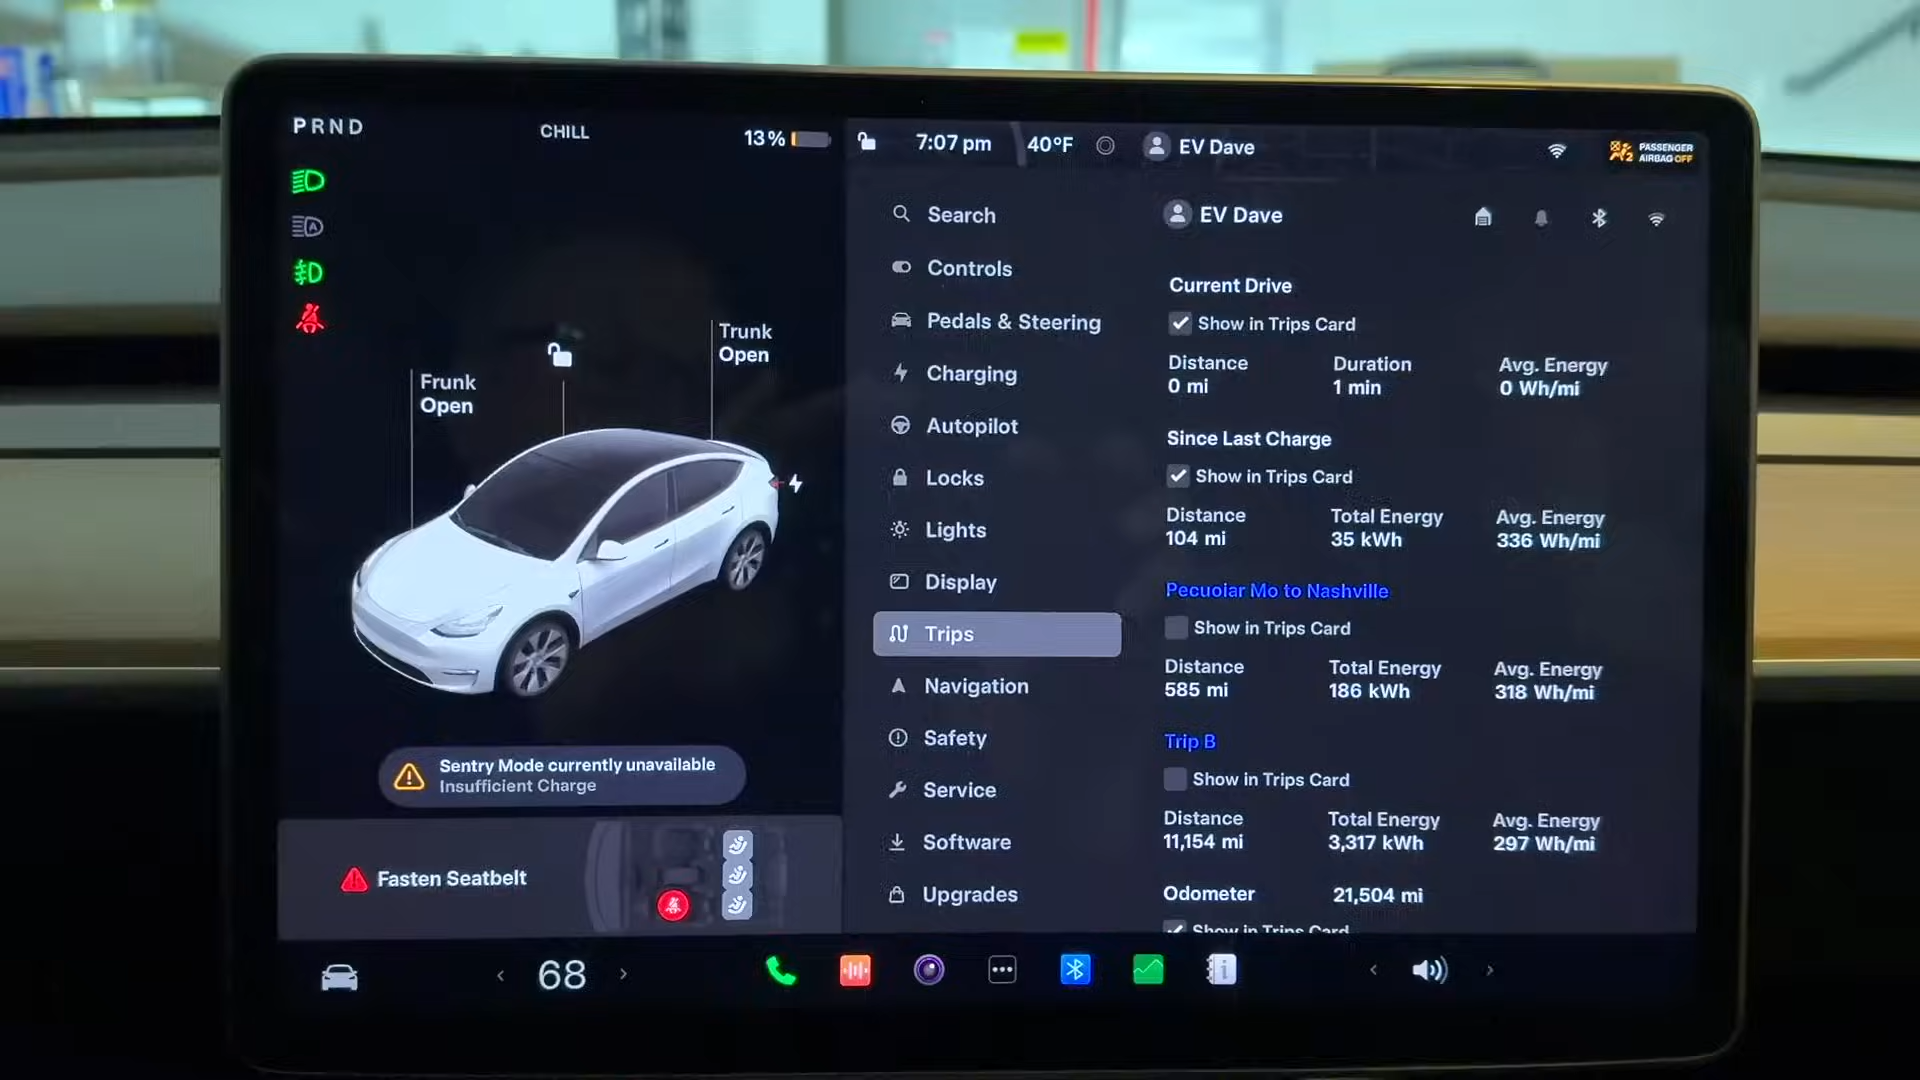 PRND
CHILL
13%
7:07 pm
40°F
EV Dave
PASSENGER
AIRBAG OFF
Frunk
Open
Trunk
Open
Sentry Mode currently unavailable
Insufficient Charge
Fasten Seatbelt
Search
Controls
Pedals & Steering
Charging
Autopilot
Locks
Lights
Display
Trips
Navigation
Safety
Service
Software
Upgrades
EV Dave
Current Drive
Show in Trips Card
Distance Duration Avg. Energy
0 mi 1 min 0 Wh/mi
Since Last Charge
Show in Trips Card
Distance Total Energy Avg. Energy
104 mi 35 kWh 336 Wh/mi
Pecuoiar Mo to Nashville
Show in Trips Card
Distance Total Energy Avg. Energy
585 mi 186 kWh 318 Wh/mi
Trip B
Show in Trips Card
Distance Total Energy Avg. Energy
11,154 mi 3,317 kWh 297 Wh/mi
Odometer 21,504 mi
Show in Trips Card
68